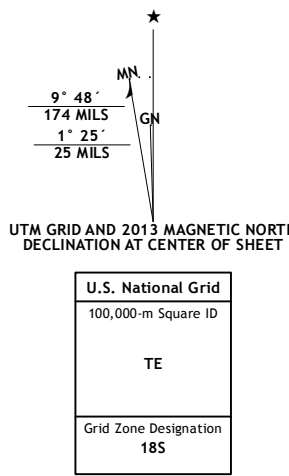 ★
MN
9° 48´
174 MILS
GN
1° 25´
25 MILS
UTM GRID AND 2013 MAGNETIC NORTH
DECLINATION AT CENTER OF SHEET
U.S. National Grid
100,000-m Square ID
TE
Grid Zone Designation
18S